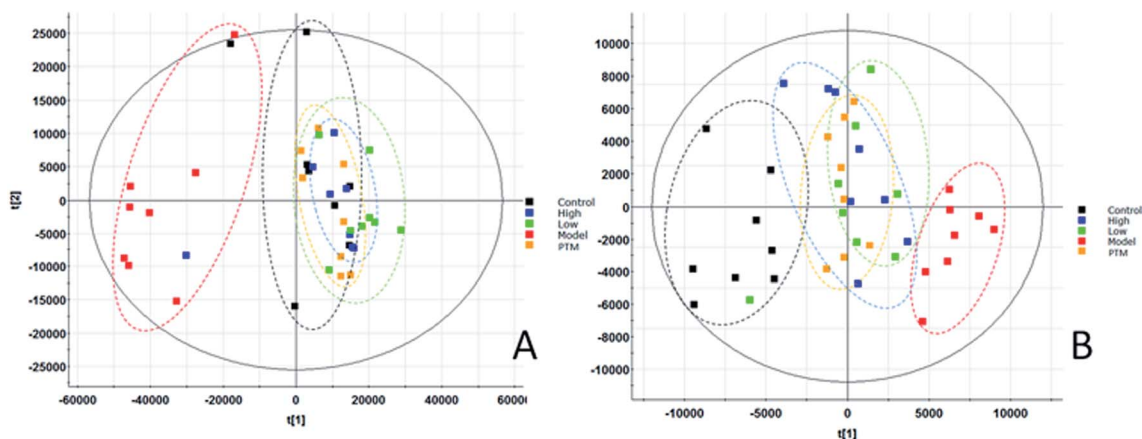 25000
20000
15000
10000
5000
0
-5000
-10000
-15000
-20000
-25000
t[2]
-60000 -40000 -20000 0 20000 40000 60000
t[1]
Control
High
Low
Model
PTM
A
10000
8000
6000
4000
2000
0
-2000
-4000
-6000
-8000
-10000
-10000 -5000 0 5000 10000
t[1]
Control
High
Low
Model
PTM
B